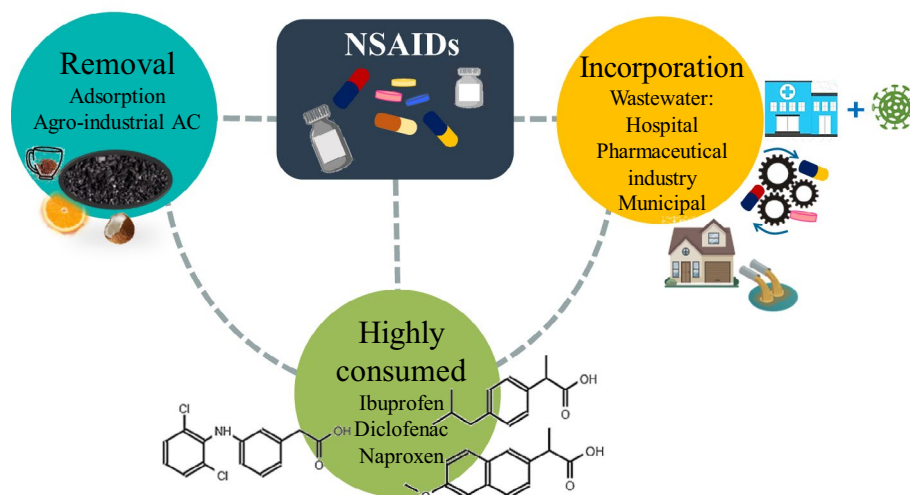 NSAIDs
Removal
Adsorption
Agro-industrial AC
Incorporation
Wastewater:
Hospital
Pharmaceutical
industry
Municipal
Highly
consumed
Ibuprofen
Diclofenac
Naproxen
Cl
NH
Cl
OH
O
OH
O
OH
O
O